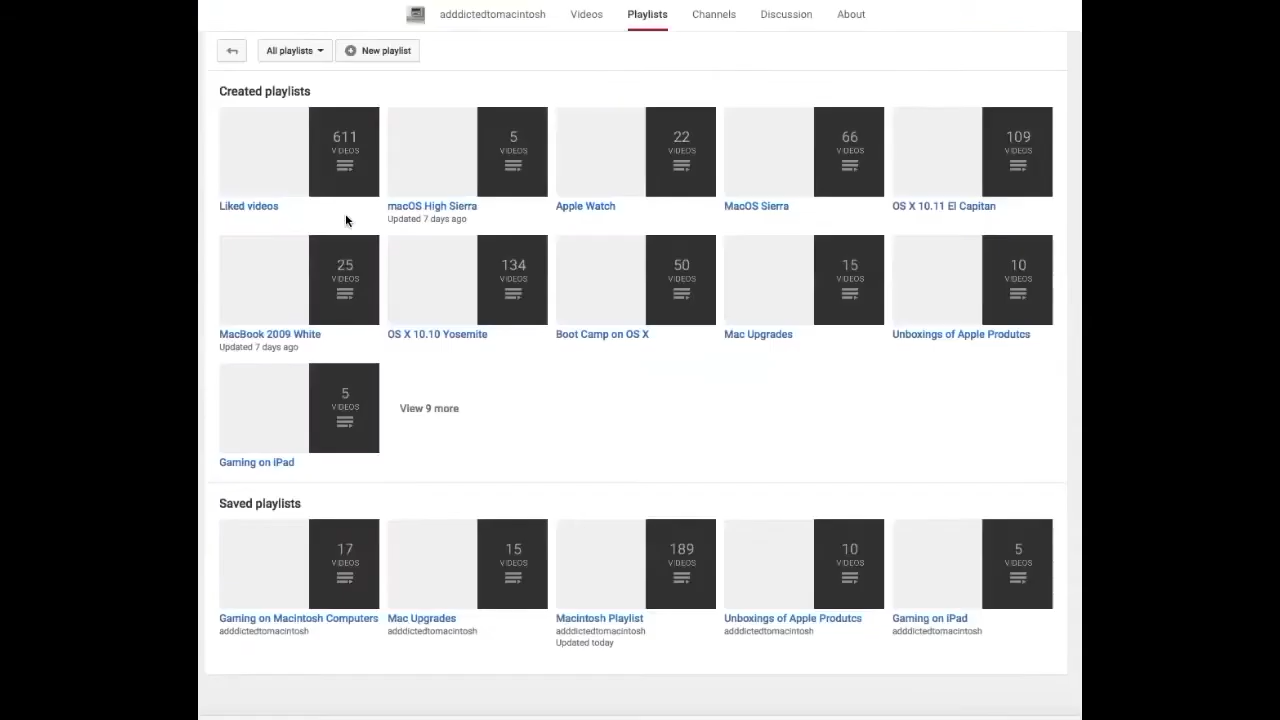 adddictedtomacintosh Videos Playlists Channels Discussion About
All playlists New playlist
Created playlists
611 VIDEOS
Liked videos
5 VIDEOS
macOS High Sierra
Updated 7 days ago
22 VIDEOS
Apple Watch
66 VIDEOS
MacOS Sierra
109 VIDEOS
OS X 10.11 El Capitan
25 VIDEOS
MacBook 2009 White
Updated 7 days ago
134 VIDEOS
OS X 10.10 Yosemite
50 VIDEOS
Boot Camp on OS X
15 VIDEOS
Mac Upgrades
10 VIDEOS
Unboxings of Apple Produtcs
5 VIDEOS
Gaming on iPad
View 9 more
Saved playlists
17 VIDEOS
Gaming on Macintosh Computers
adddictedtomacintosh
15 VIDEOS
Mac Upgrades
adddictedtomacintosh
189 VIDEOS
Macintosh Playlist
adddictedtomacintosh
Updated today
10 VIDEOS
Unboxings of Apple Produtcs
adddictedtomacintosh
5 VIDEOS
Gaming on iPad
adddictedtomacintosh